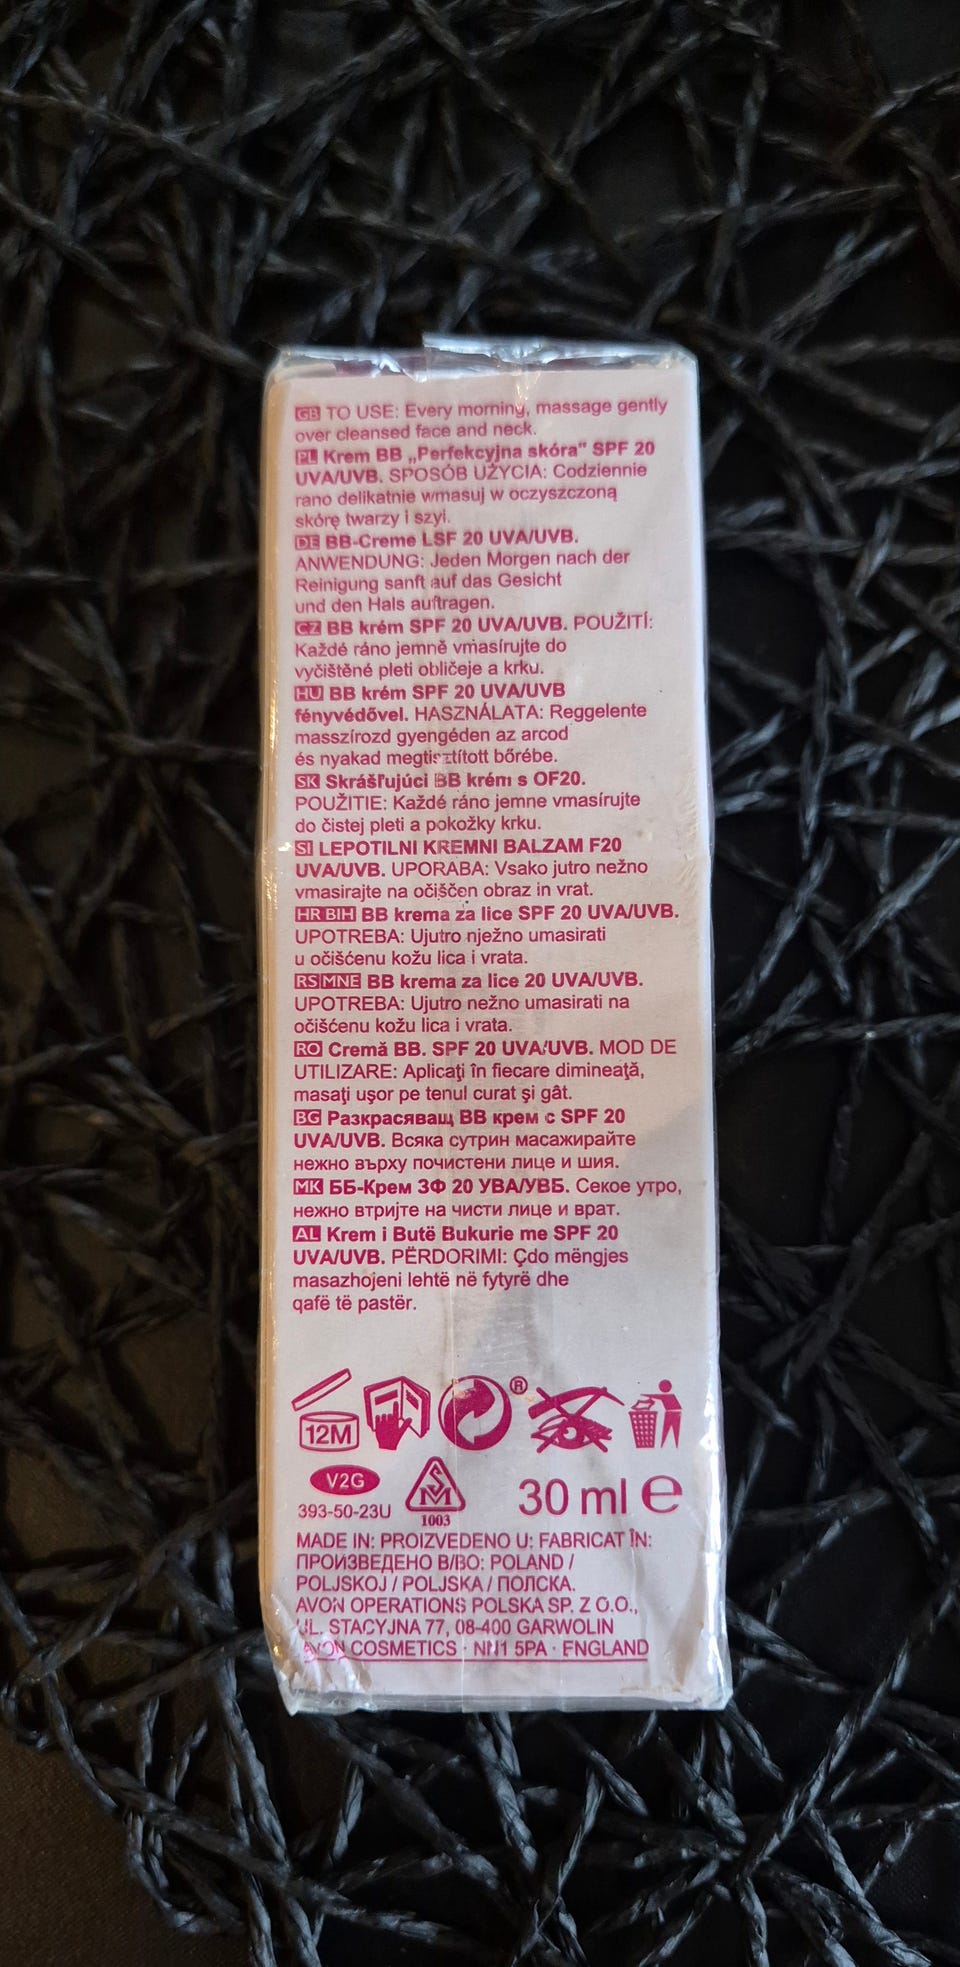 GB TO USE: Every morning, massage gently
over cleansed face and neck.
PL Krem BB „Perfekcyjna skóra" SPF 20
UVA/UVB. SPOSÓB UŻYCIA: Codziennie
rano delikatnie wmasuj w oczyszczoną
skórę twarzy i szyi.
DE BB-Creme LSF 20 UVA/UVB.
ANWENDUNG: Jeden Morgen nach der
Reinigung sanft auf das Gesicht
und den Hals auftragen.
CZ BB krém SPF 20 UVA/UVB. POUŽITÍ:
Každé ráno jemně vmasírujte do
vyčištěné pleti obličeje a krku.
HU BB krém SPF 20 UVA/UVB
fényvédővel. HASZNÁLATA: Reggelente
masszírozd gyengéden az arcod
és nyakad megtisztított bőrébe.
SK Skrášľujúci BB krém s OF20.
POUŽITIE: Každé ráno jemne vmasírujte
do čistej pleti a pokožky krku.
SI LEPOTILNI KREMNI BALZAM F20
UVA/UVB. UPORABA: Vsako jutro nežno
vmasirajte na očiščen obraz in vrat.
HR BIH BB krema za lice SPF 20 UVA/UVB.
UPOTREBA: Ujutro nježno umasirati
u očišćenu kožu lica i vrata.
RS MNE BB krema za lice 20 UVA/UVB.
UPOTREBA: Ujutro nežno umasirati na
očišćenu kožu lica i vrata.
RO Cremă BB. SPF 20 UVA/UVB. MOD DE
UTILIZARE: Aplicaţi în fiecare dimineaţă,
masaţi uşor pe tenul curat şi gât.
BG Разкрасяващ BB крем с SPF 20
UVA/UVB. Всяка сутрин масажирайте
нежно върху почистени лице и шия.
MK ББ-Крем ЗФ 20 УВА/УВБ. Секое утро,
нежно втријте на чисти лице и врат.
AL Krem i Butë Bukurie me SPF 20
UVA/UVB. PËRDORIMI: Çdo mëngjes
masazhojeni lehtë në fytyrë dhe
qafë të pastër.
12M ®
V2G
393-50-23U
SM
1003
30 ml e
MADE IN: PROIZVEDENO U: FABRICAT ÎN:
ПРОИЗВЕДЕНО В/ВО: POLAND /
POLJSKOJ / POLJSKA / ПОЛСКА.
AVON OPERATIONS POLSKA SP. Z O.O.,
UL. STACYJNA 77, 08-400 GARWOLIN
AVON COSMETICS · NN1 5PA · ENGLAND